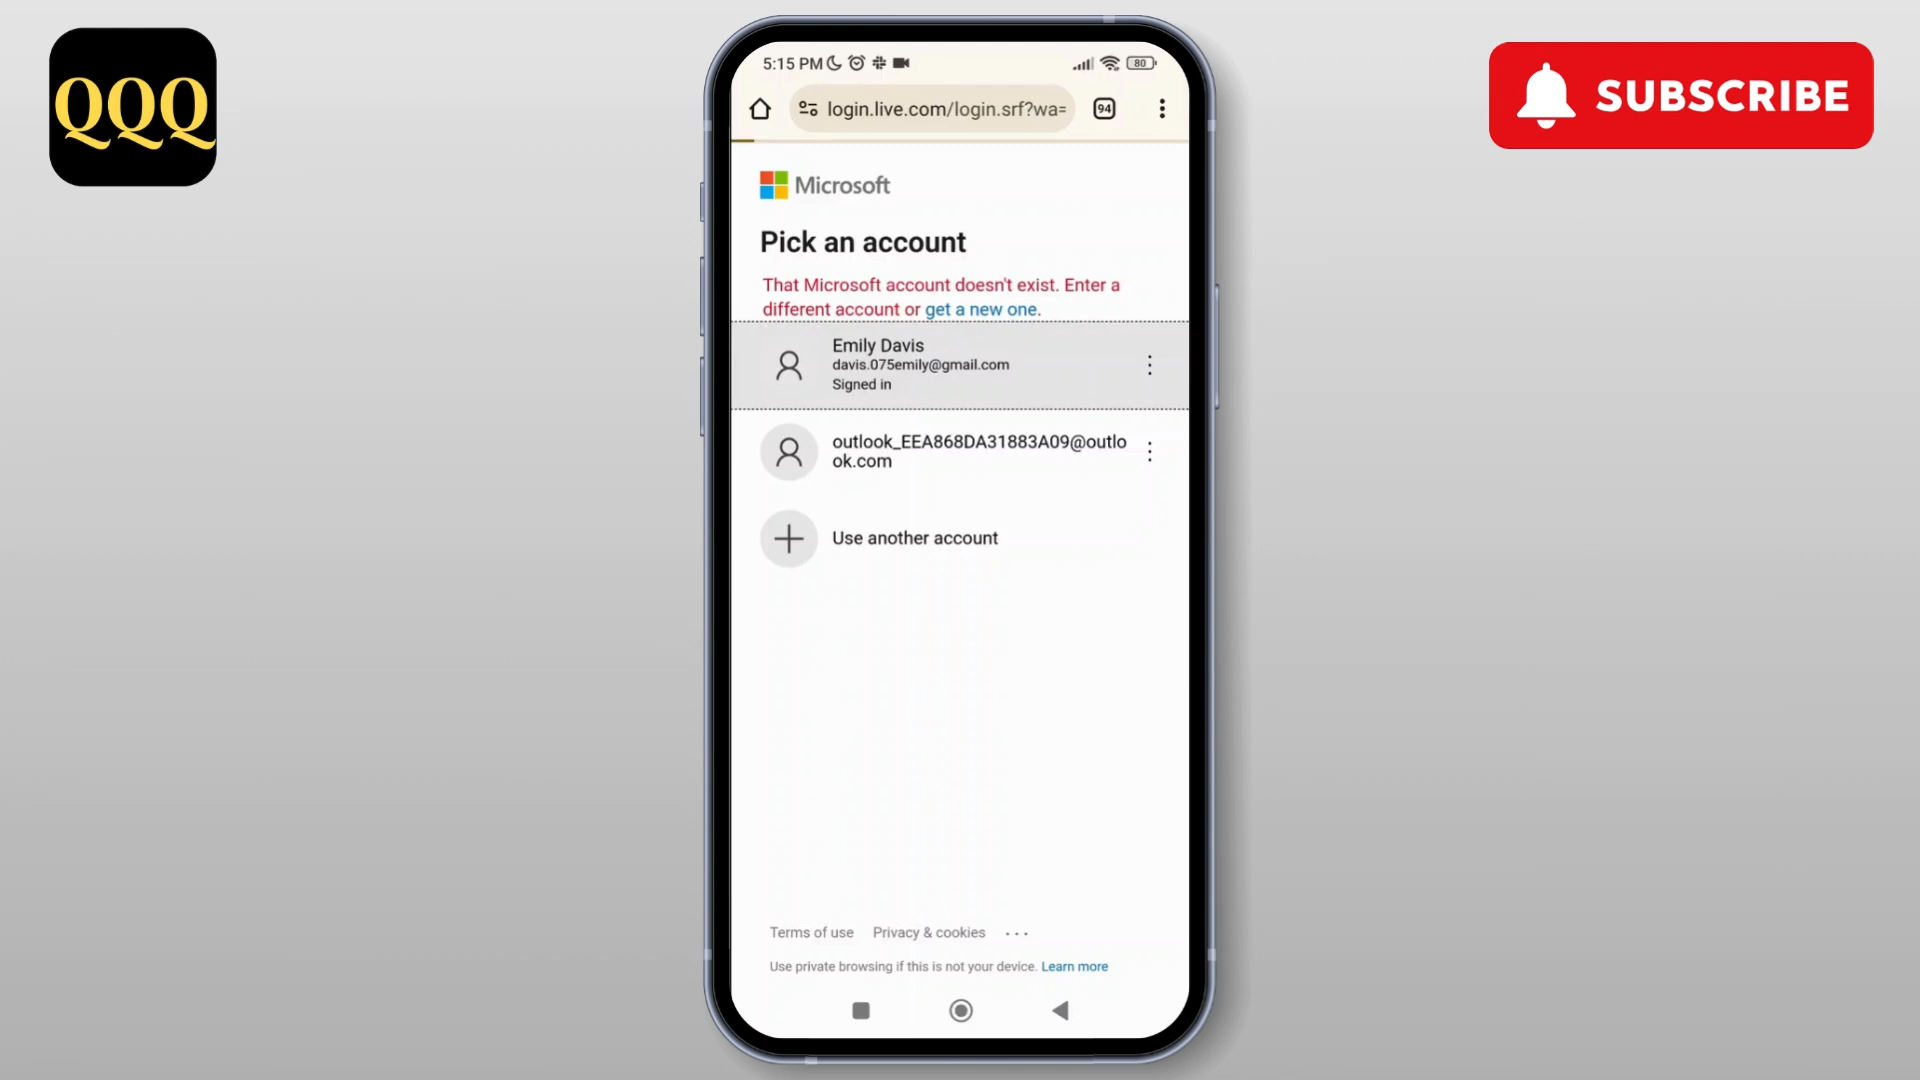 QQQ
SUBSCRIBE
5:15 PM
80
login.live.com/login.srf?wa=
94
Microsoft
Pick an account
That Microsoft account doesn't exist. Enter a
different account or get a new one.
Emily Davis
davis.075emily@gmail.com
Signed in
outlook_EEA868DA31883A09@outlo
ok.com
Use another account
Terms of use Privacy & cookies ...
Use private browsing if this is not your device. Learn more